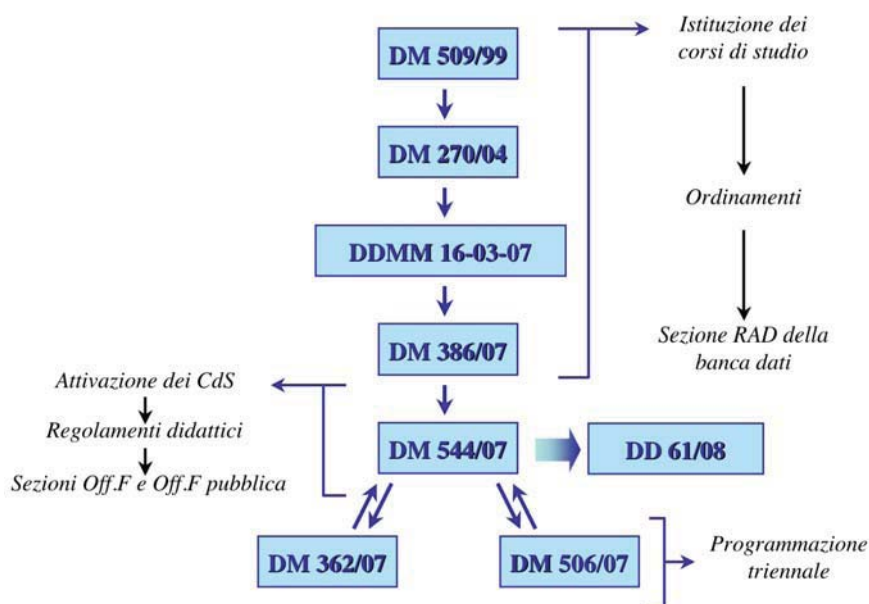 DM 509/99
Istituzione dei
corsi di studio
DM 270/04
Ordinamenti
DDMM 16-03-07
DM 386/07
Sezione RAD della
banca dati
Attivazione dei CdS
Regolamenti didattici
Sezioni Off.F e Off.F pubblica
DM 544/07
DD 61/08
DM 362/07
DM 506/07
Programmazione
triennale